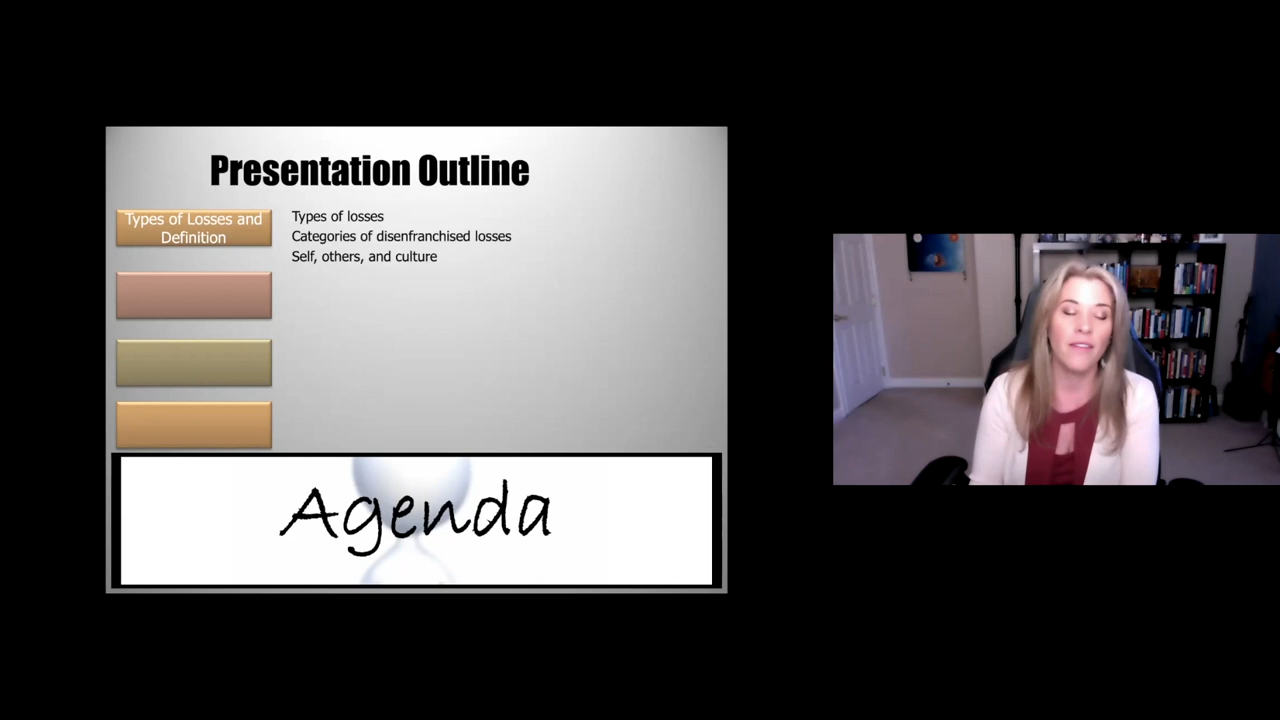 Presentation Outline
Types of Losses and
Definition
Types of losses
Categories of disenfranchised losses
Self, others, and culture
Agenda